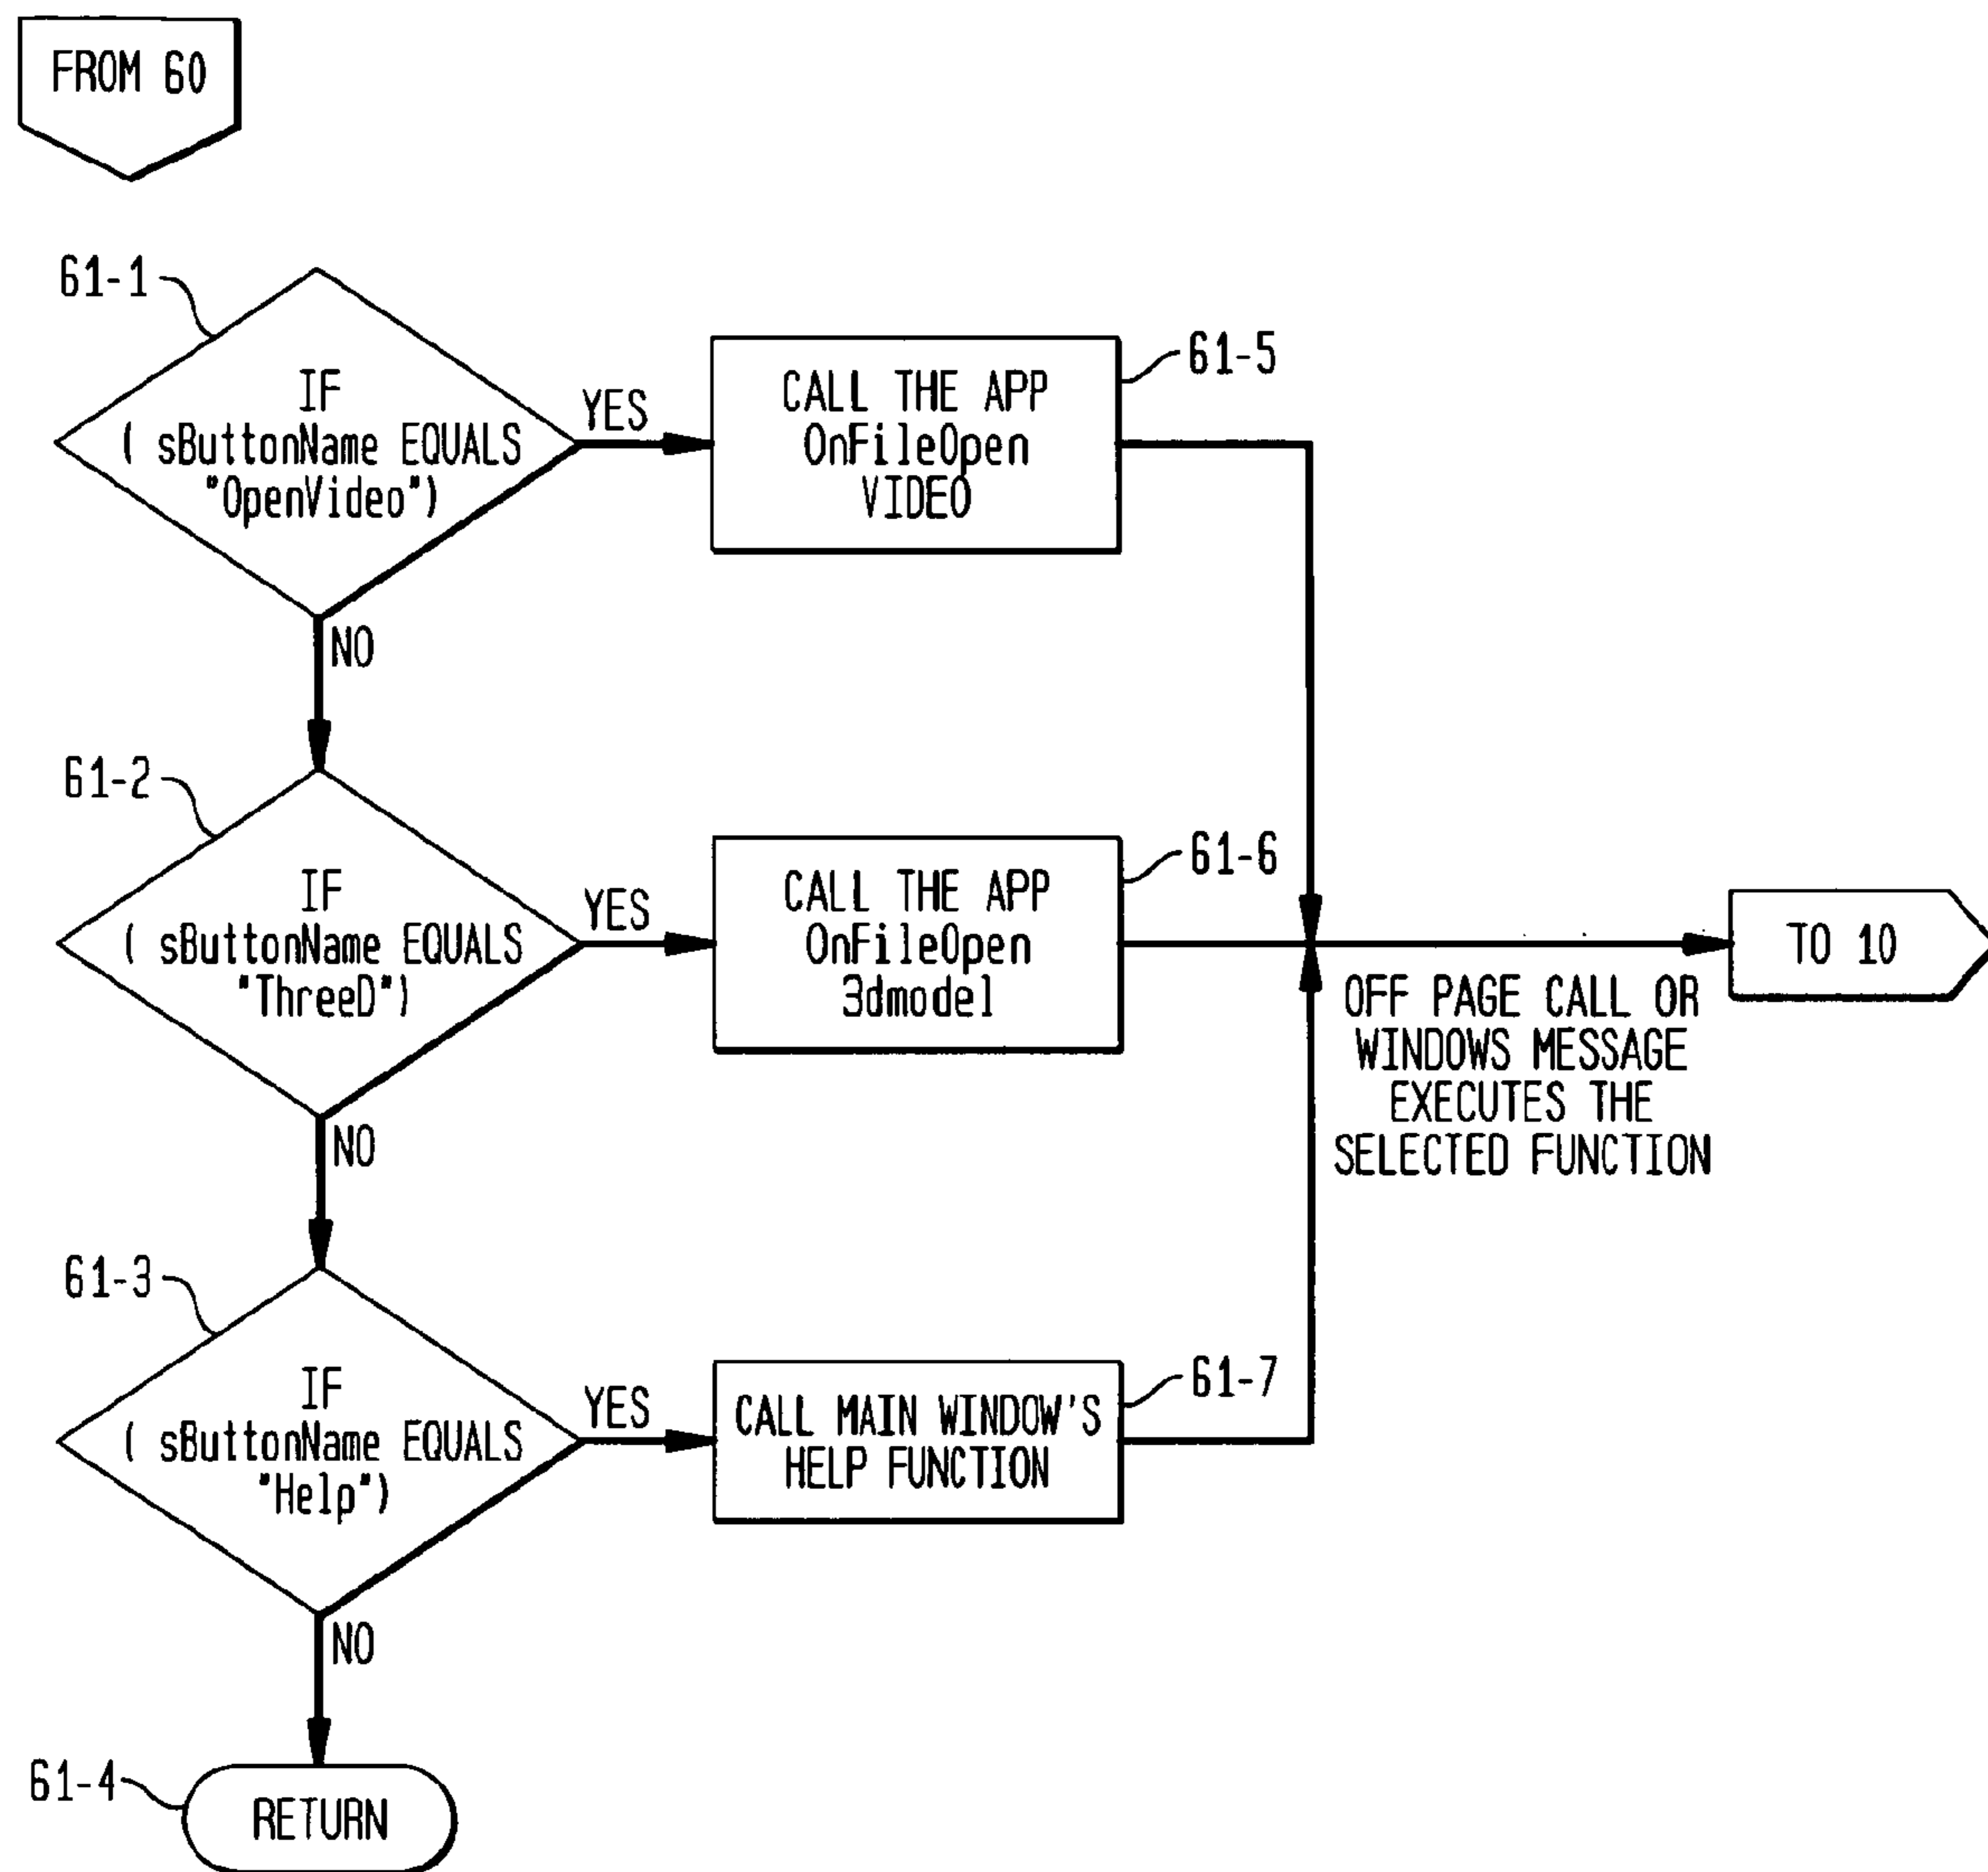 FROM 60
61-1
IF
( sButtonName EQUALS
"OpenVideo")
YES
CALL THE APP
OnFileOpen
VIDEO
61-5
NO
61-2
IF
( sButtonName EQUALS
"ThreeD")
YES
CALL THE APP
OnFileOpen
3dmodel
61-6
TO 10
OFF PAGE CALL OR
WINDOWS MESSAGE
EXECUTES THE
SELECTED FUNCTION
NO
61-3
IF
( sButtonName EQUALS
"Help")
YES
CALL MAIN WINDOW'S
HELP FUNCTION
61-7
NO
61-4
RETURN